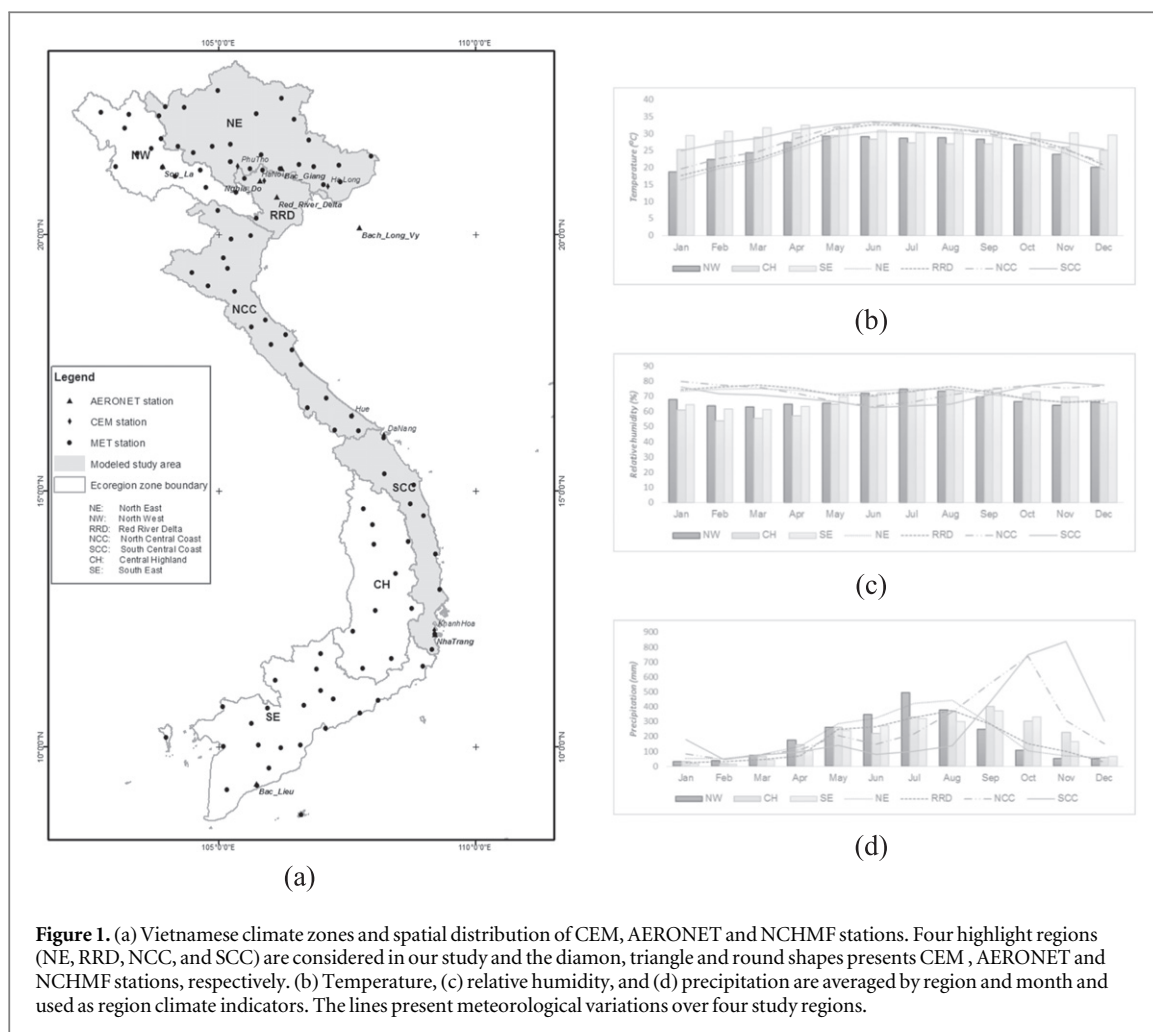 105°0'0"E 110°0'0"E
NE
NW
PhuTho
Son_La
Bac_Giang
HaLong
Nghia_Do
Red_River_Delta
RRD
Bach_Long_Vy
20°0'0"N 20°0'0"N
NCC
Legend
AERONET station
CEM station
MET station
Modeled study area
Ecoregion zone boundary
NE: North East
NW: North West
RRD: Red River Delta
NCC: North Central Coast
SCC: South Central Coast
CH: Central Highland
SE: South East
Hue
DaNang
15°0'0"N 15°0'0"N
SCC
CH
KhanhHoa
NhaTrang
SE
10°0'0"N 10°0'0"N
Bac_Lieu
105°0'0"E 110°0'0"E
(a)
Temperature (°C)
40
35
30
25
20
15
10
5
0
Jan Feb Mar Apr May Jun Jul Aug Sep Oct Nov Dec
NW CH SE NE RRD NCC SCC
(b)
Relative humidity (%)
90
80
70
60
50
40
30
20
10
0
Jan Feb Mar Apr May Jun Jul Aug Sep Oct Nov Dec
NW CH SE NE RRD NCC SCC
(c)
Precipitation (mm)
900
800
700
600
500
400
300
200
100
0
Jan Feb Mar Apr May Jun Jul Aug Sep Oct Nov Dec
NW CH SE NE RRD NCC SCC
(d)
Figure 1. (a) Vietnamese climate zones and spatial distribution of CEM, AERONET and NCHMF stations. Four highlight regions
(NE, RRD, NCC, and SCC) are considered in our study and the diamon, triangle and round shapes presents CEM , AERONET and
NCHMF stations, respectively. (b) Temperature, (c) relative humidity, and (d) precipitation are averaged by region and month and
used as region climate indicators. The lines present meteorological variations over four study regions.